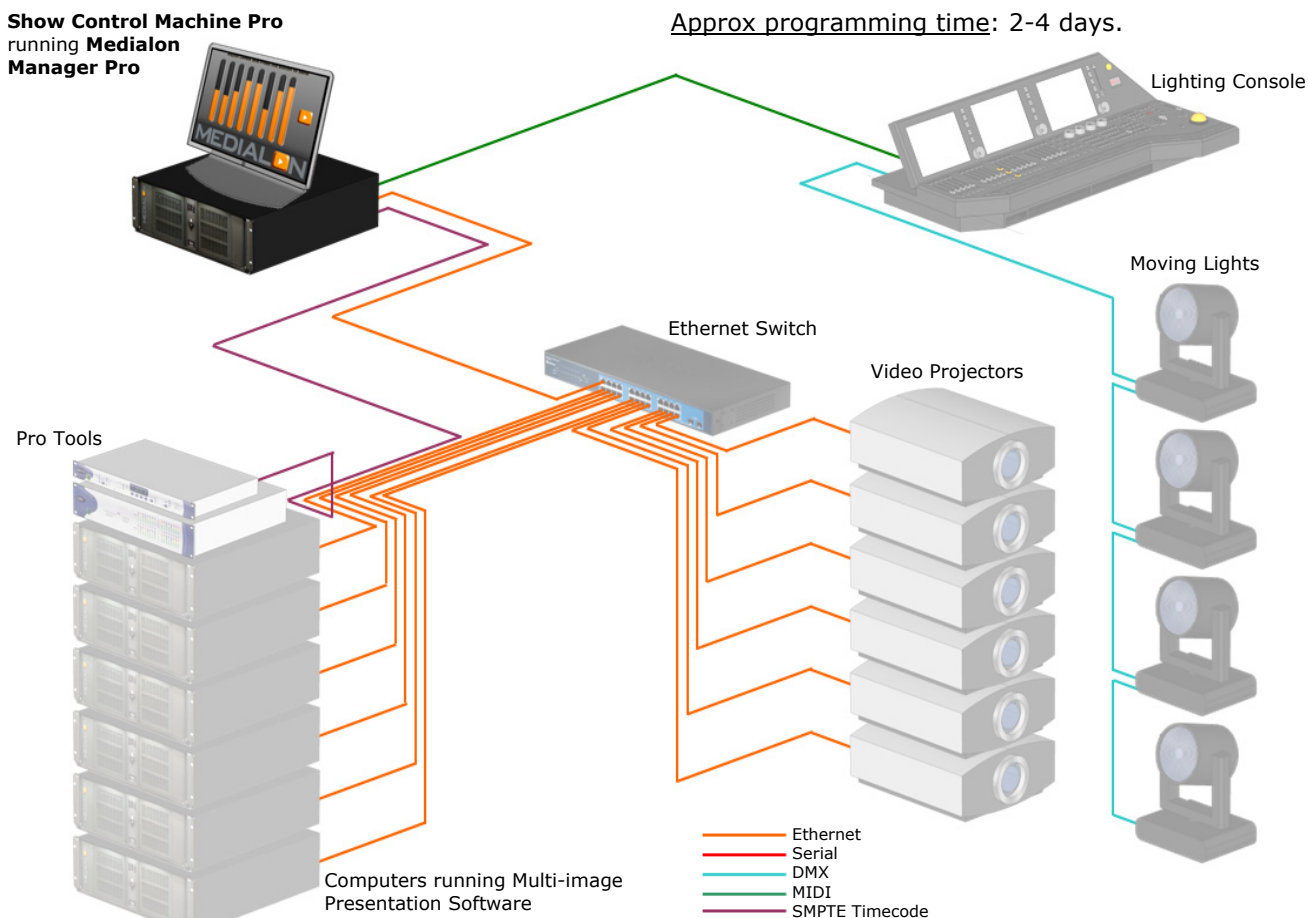 Show Control Machine Pro
running Medialon
Manager Pro
Approx programming time: 2-4 days.
Lighting Console
MEDIALON
Moving Lights
Ethernet Switch
Video Projectors
Pro Tools
Computers running Multi-image
Presentation Software
Ethernet
Serial
DMX
MIDI
SMPTE Timecode